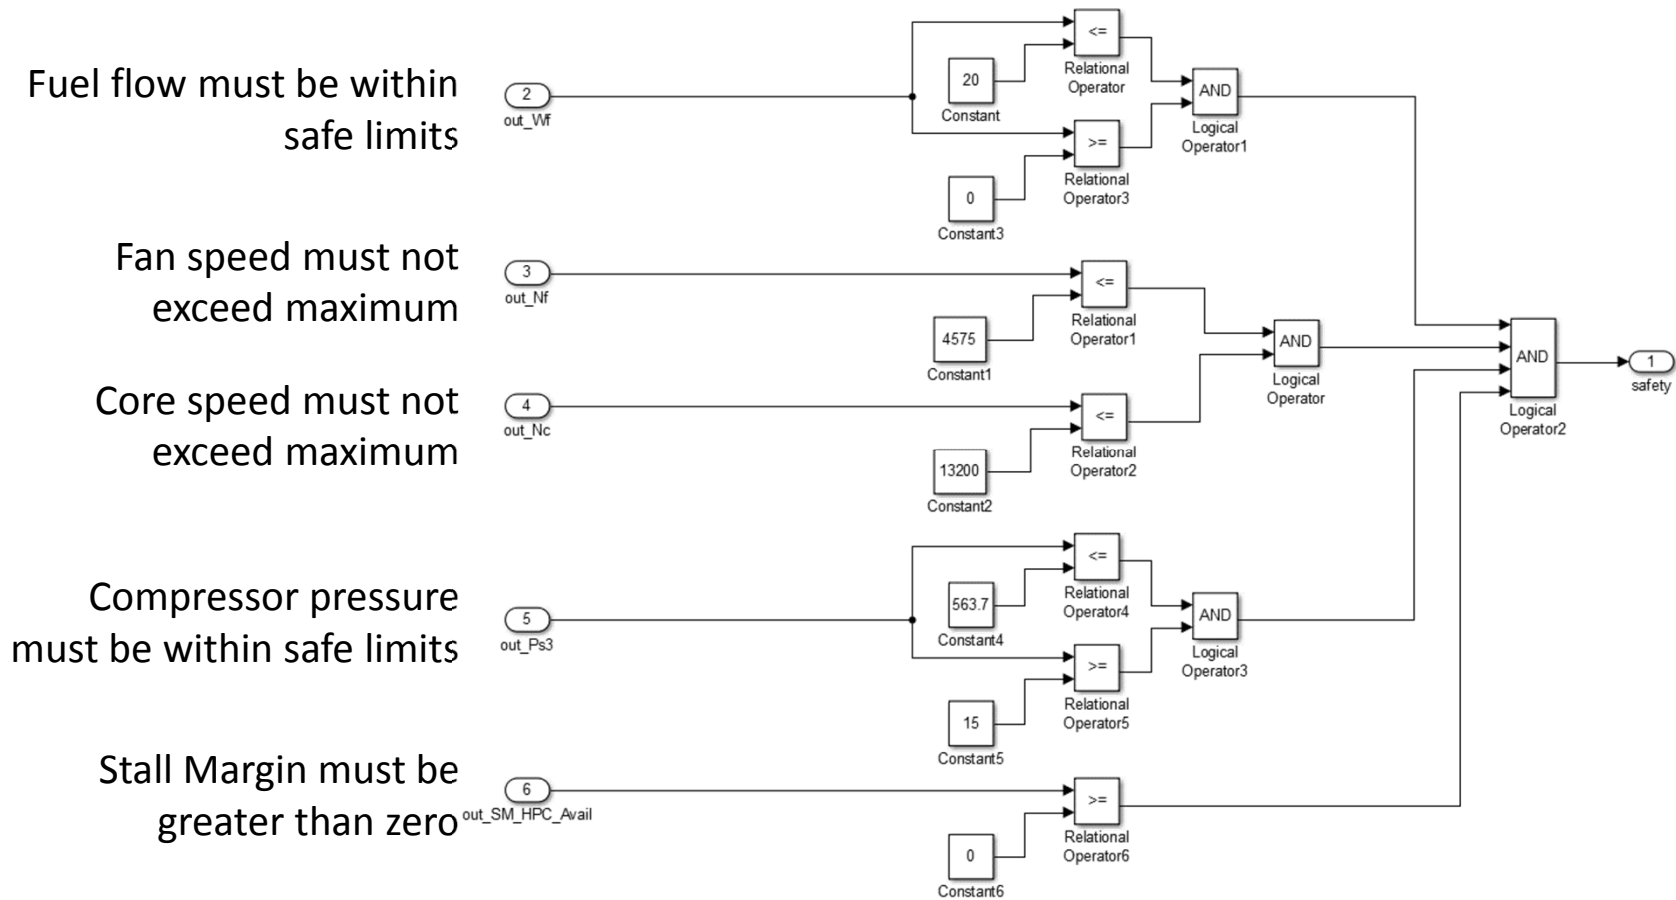 Fuel flow must be within
safe limits
2
out_Wf
20
Constant
<=
Relational
Operator
>=
Relational
Operator3
0
Constant3
AND
Logical
Operator1
Fan speed must not
exceed maximum
3
out_Nf
4575
Constant1
<=
Relational
Operator1
Core speed must not
exceed maximum
4
out_Nc
13200
Constant2
<=
Relational
Operator2
AND
Logical
Operator
AND
Logical
Operator2
1
safety
Compressor pressure
must be within safe limits
5
out_Ps3
563.7
Constant4
<=
Relational
Operator4
15
Constant5
>=
Relational
Operator5
AND
Logical
Operator3
Stall Margin must be
greater than zero
6
out_SM_HPC_Avail
0
Constant6
>=
Relational
Operator6